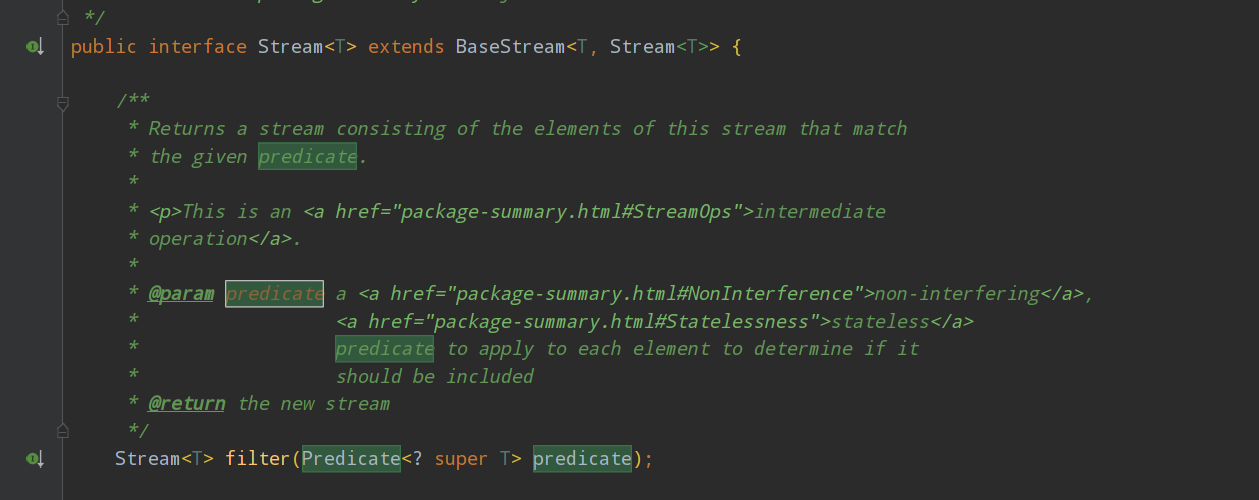 */
public interface Stream<T> extends BaseStream<T, Stream<T>> {
/**
* Returns a stream consisting of the elements of this stream that match
* the given predicate.
*
* <p>This is an <a href="package-summary.html#StreamOps">intermediate
* operation</a>.
*
* @param predicate a <a href="package-summary.html#NonInterference">non-interfering</a>,
* <a href="package-summary.html#Statelessness">stateless</a>
* predicate to apply to each element to determine if it
* should be included
* @return the new stream
*/
Stream<T> filter(Predicate<? super T> predicate);